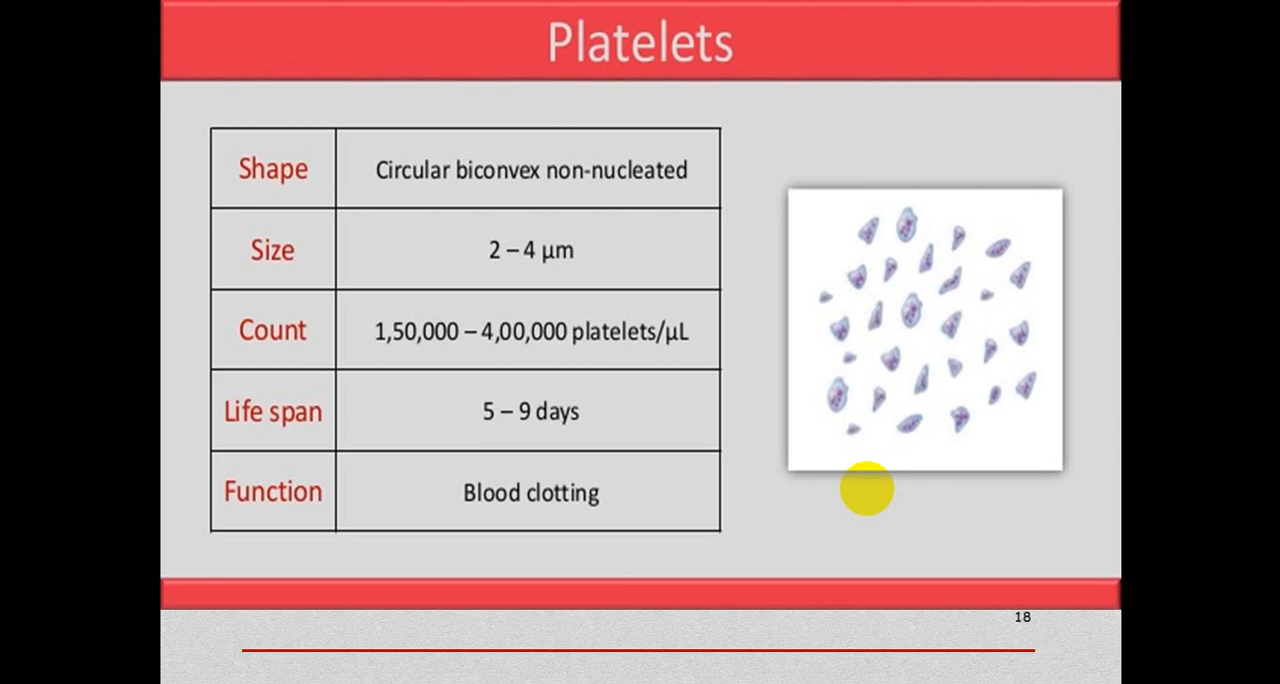 Platelets
Shape Circular biconvex non-nucleated
Size 2 – 4 µm
Count 1,50,000 – 4,00,000 platelets/µL
Life span 5 – 9 days
Function Blood clotting
18